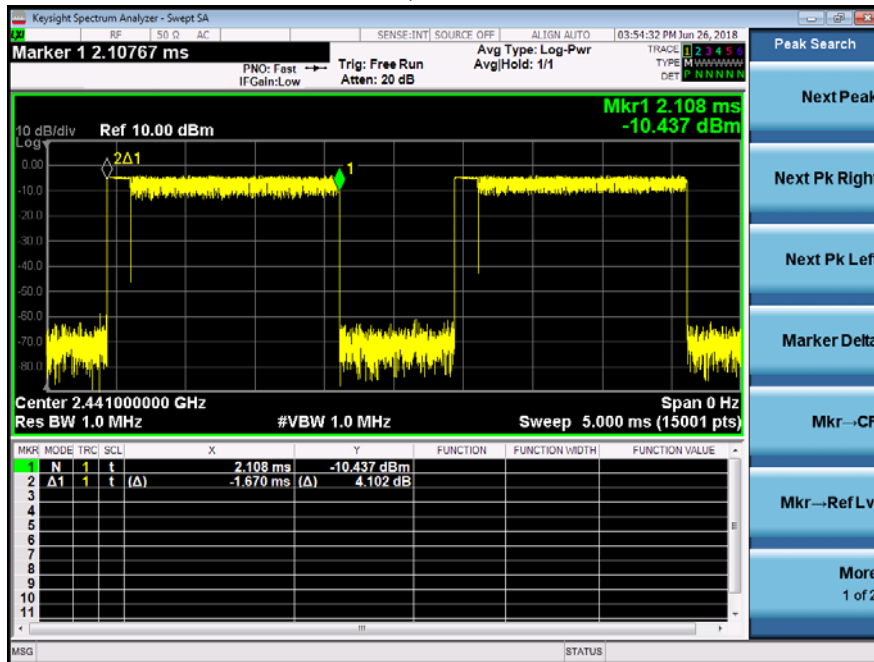 Keysight Spectrum Analyzer - Swept SA
LXI RF 50 Ω AC SENSE:INT SOURCE OFF ALIGN AUTO 03:54:32 PM Jun 26, 2018
Marker 1 2.10767 ms
PNO: Fast
IFGain:Low
Trig: Free Run
Atten: 20 dB
Avg Type: Log-Pwr
Avg|Hold: 1/1
TRACE 1 2 3 4 5 6
TYPE M WWWWW
DET P N N N N N
Peak Search
Mkr1 2.108 ms
-10.437 dBm
10 dB/div Ref 10.00 dBm
Log
2Δ1
1
0.00
-10.0
-20.0
-30.0
-40.0
-50.0
-60.0
-70.0
-80.0
Center 2.441000000 GHz Span 0 Hz
Res BW 1.0 MHz #VBW 1.0 MHz Sweep 5.000 ms (15001 pts)
MKR MODE TRC SCL X Y FUNCTION FUNCTION WIDTH FUNCTION VALUE
1 N 1 t 2.108 ms -10.437 dBm
2 Δ1 1 t (Δ) -1.670 ms (Δ) 4.102 dB
3
4
5
6
7
8
9
10
11
MSG STATUS
Next Peak
Next Pk Right
Next Pk Left
Marker Delta
Mkr→CF
Mkr→Ref Lv
More
1 of 2